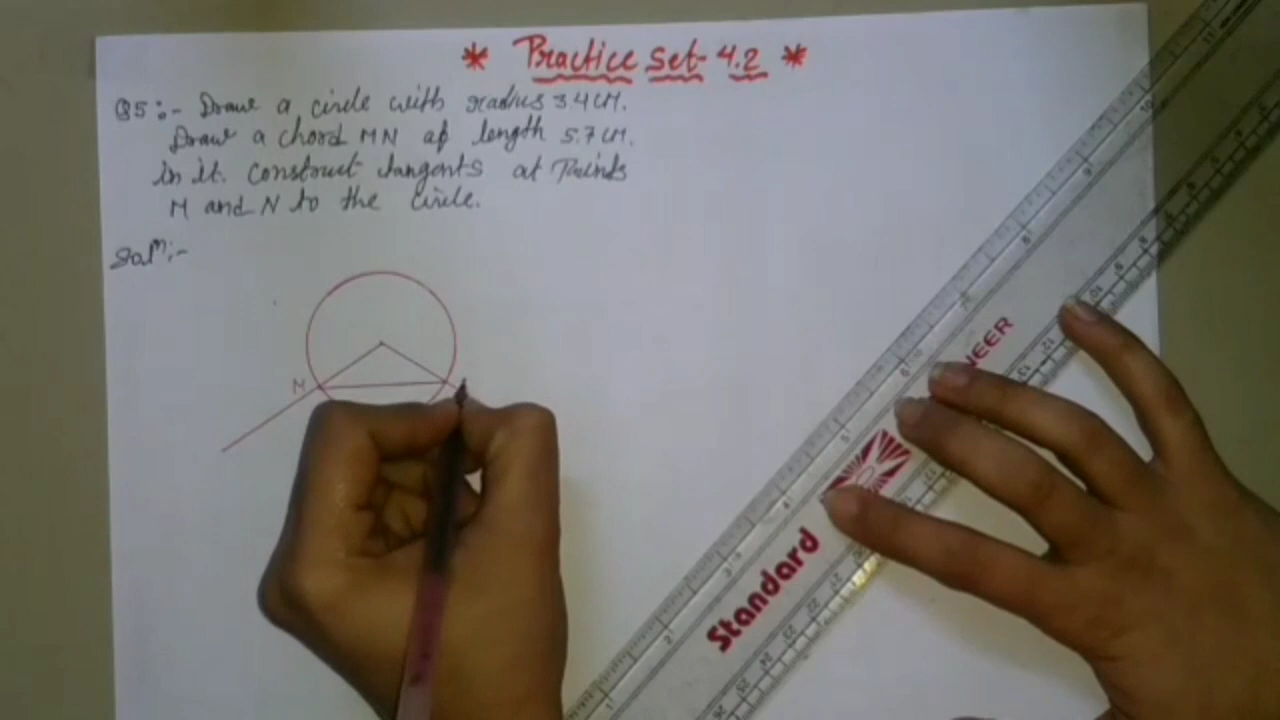 * Practice Set 4.2 *
Q5:- Draw a circle with radius 3.4 CM.
Draw a chord MN of length 5.7 CM.
in it. construct tangents at Points
M and N to the circle.
Solⁿ:-
M
Standard